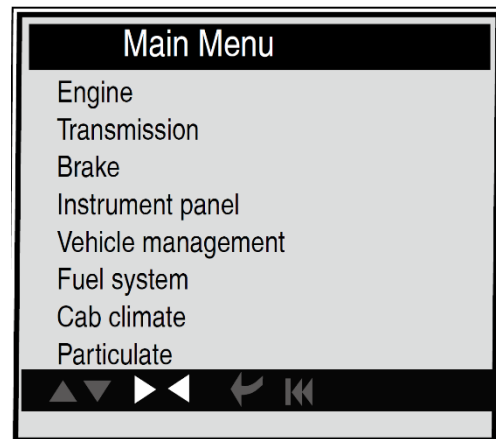 Main Menu
Engine
Transmission
Brake
Instrument panel
Vehicle management
Fuel system
Cab climate
Particulate